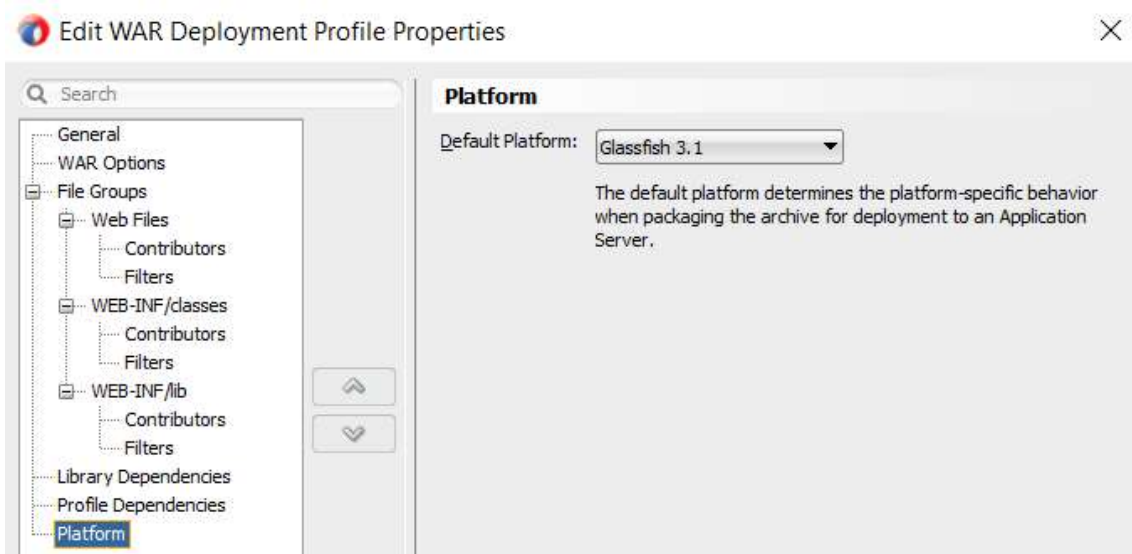 Edit WAR Deployment Profile Properties
Search
General
WAR Options
File Groups
Web Files
Contributors
Filters
WEB-INF/classes
Contributors
Filters
WEB-INF/lib
Contributors
Filters
Library Dependencies
Profile Dependencies
Platform
Platform
Default Platform: Glassfish 3.1
The default platform determines the platform-specific behavior
when packaging the archive for deployment to an Application
Server.